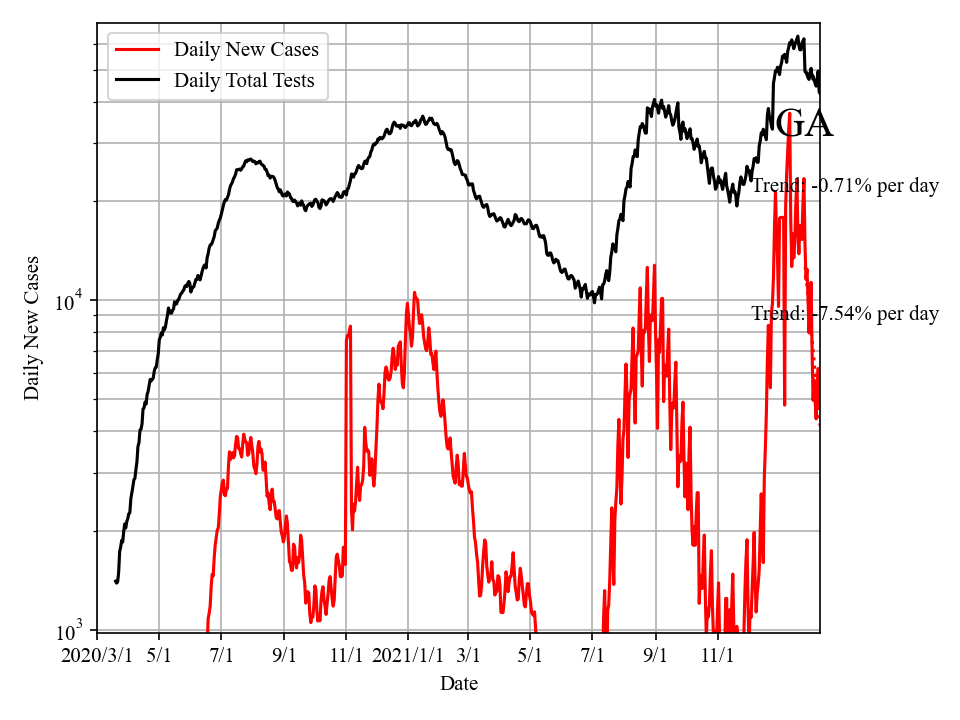 Daily New Cases
Daily Total Tests
GA
Trend: -0.71% per day
Trend: -7.54% per day
Daily New Cases
10^4
10^3
2020/3/1 5/1 7/1 9/1 11/1 2021/1/1 3/1 5/1 7/1 9/1 11/1
Date